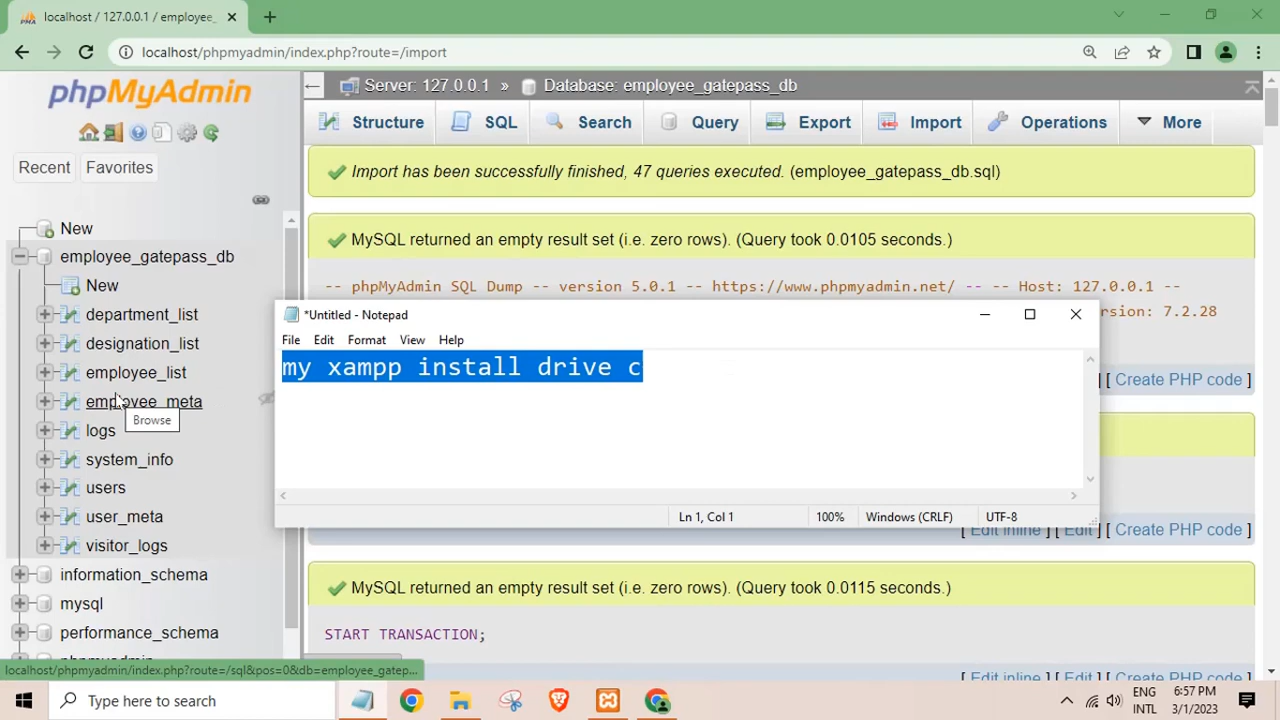 localhost / 127.0.0.1 / employee_
localhost/phpmyadmin/index.php?route=/import
phpMyAdmin
Recent
Favorites
New
employee_gatepass_db
New
department_list
designation_list
employee_list
employee_meta
Browse
logs
system_info
users
user_meta
visitor_logs
information_schema
mysql
performance_schema
localhost/phpmyadmin/index.php?route=/sql&pos=0&db=employee_gatep...
Server: 127.0.0.1 » Database: employee_gatepass_db
Structure SQL Search Query Export Import Operations More
Import has been successfully finished, 47 queries executed. (employee_gatepass_db.sql)
MySQL returned an empty result set (i.e. zero rows). (Query took 0.0105 seconds.)
-- phpMyAdmin SQL Dump -- version 5.0.1 -- https://www.phpmyadmin.net/ -- -- Host: 127.0.0.1 --
ersion: 7.2.28
] [ Create PHP code ]
*Untitled - Notepad
File Edit Format View Help
my xampp install drive c
Ln 1, Col 1 100% Windows (CRLF) UTF-8
[ Edit inline ] [ Edit ] [ Create PHP code ]
MySQL returned an empty result set (i.e. zero rows). (Query took 0.0115 seconds.)
START TRANSACTION;
[ Edit inline ] [ Edit ] [ Create PHP code ]
Type here to search
ENG
INTL
6:57 PM
3/1/2023